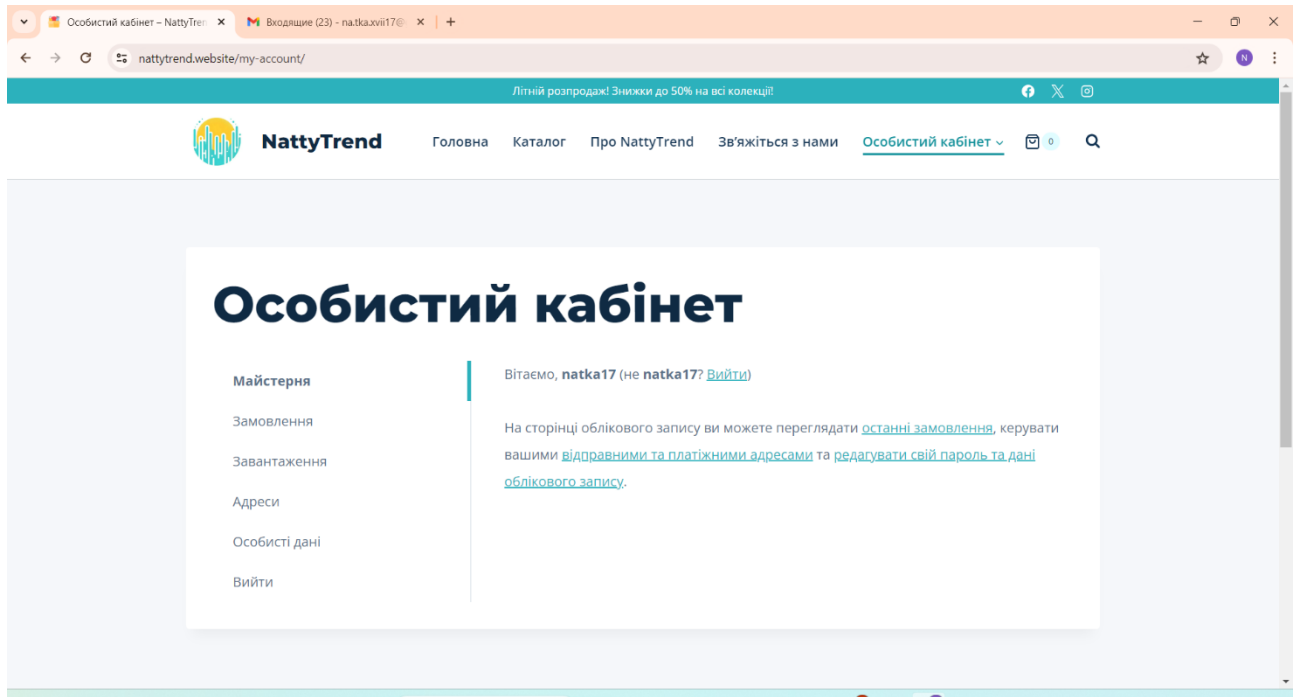 Особистий кабінет – NattyTren
Входящие (23) - na.tka.xvii17@
nattytrend.website/my-account/
N
Літній розпродаж! Знижки до 50% на всі колекції!
NattyTrend
Головна
Каталог
Про NattyTrend
Зв’яжіться з нами
Особистий кабінет
0
Особистий кабінет
Майстерня
Замовлення
Завантаження
Адреси
Особисті дані
Вийти
Вітаємо, natka17 (не natka17? Вийти)
На сторінці облікового запису ви можете переглядати останні замовлення, керувати
вашими відправними та платіжними адресами та редагувати свій пароль та дані
облікового запису.